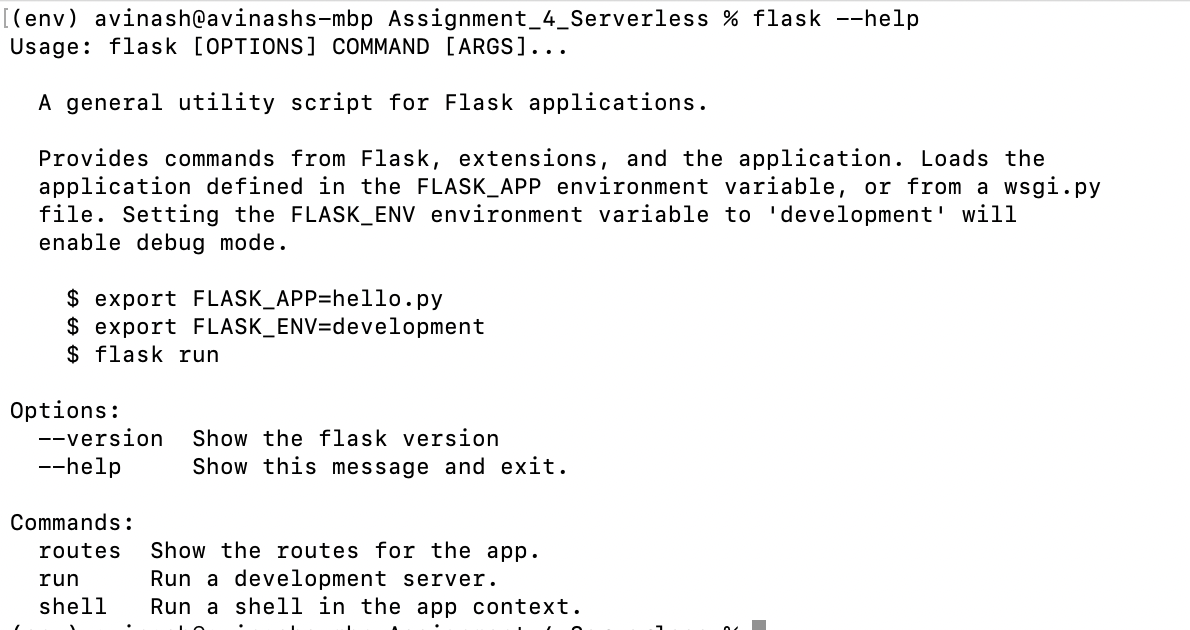 [(env) avinash@avinashs-mbp Assignment_4_Serverless % flask --help
Usage: flask [OPTIONS] COMMAND [ARGS]...
A general utility script for Flask applications.
Provides commands from Flask, extensions, and the application. Loads the
application defined in the FLASK_APP environment variable, or from a wsgi.py
file. Setting the FLASK_ENV environment variable to 'development' will
enable debug mode.
$ export FLASK_APP=hello.py
$ export FLASK_ENV=development
$ flask run
Options:
--version  Show the flask version
--help     Show this message and exit.
Commands:
routes  Show the routes for the app.
run     Run a development server.
shell   Run a shell in the app context.